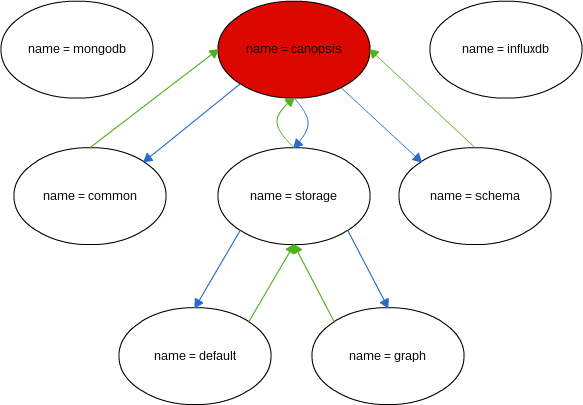 name = mongodb
name = canopsis
name = influxdb
name = common
name = storage
name = schema
name = default
name = graph